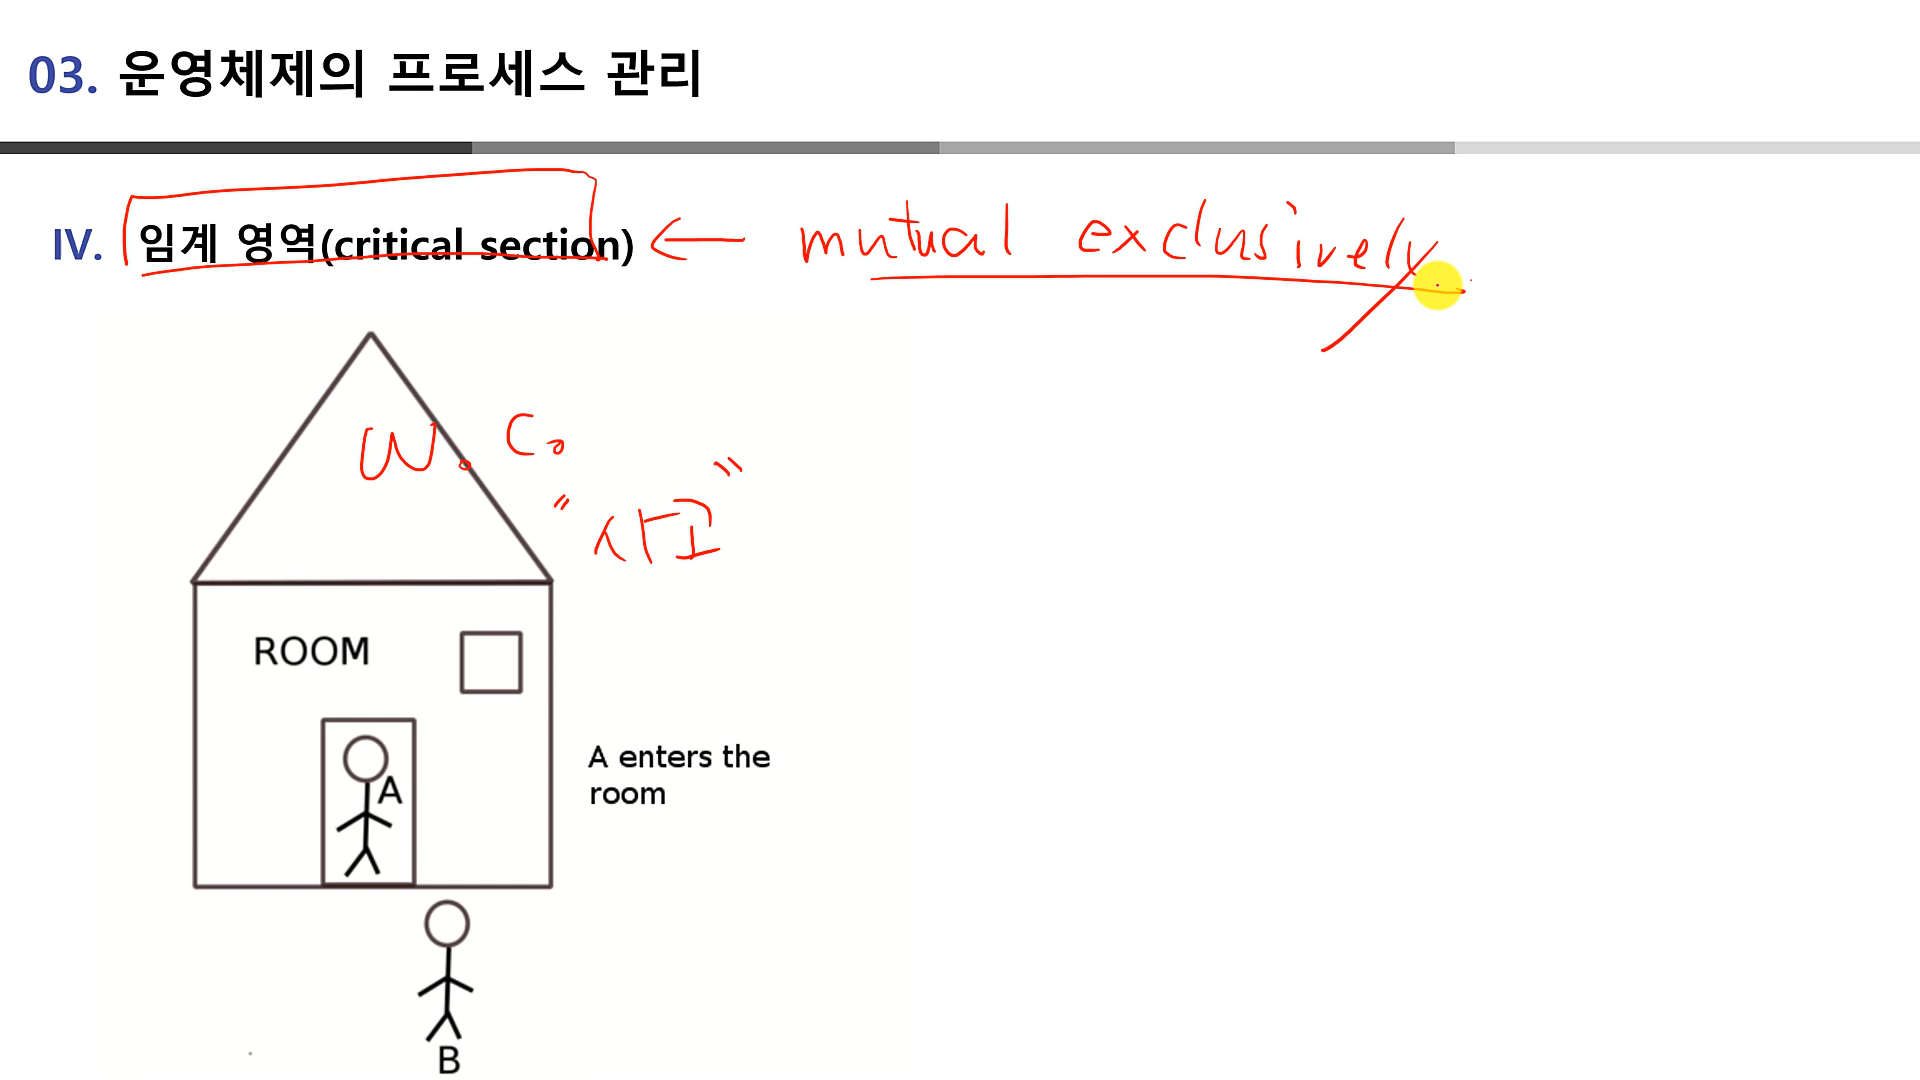 03. 운영체제의 프로세스 관리
IV. 임계 영역(critical section) ← mutual exclusively
W. C.
"사고"
ROOM
A
A enters the
room
B